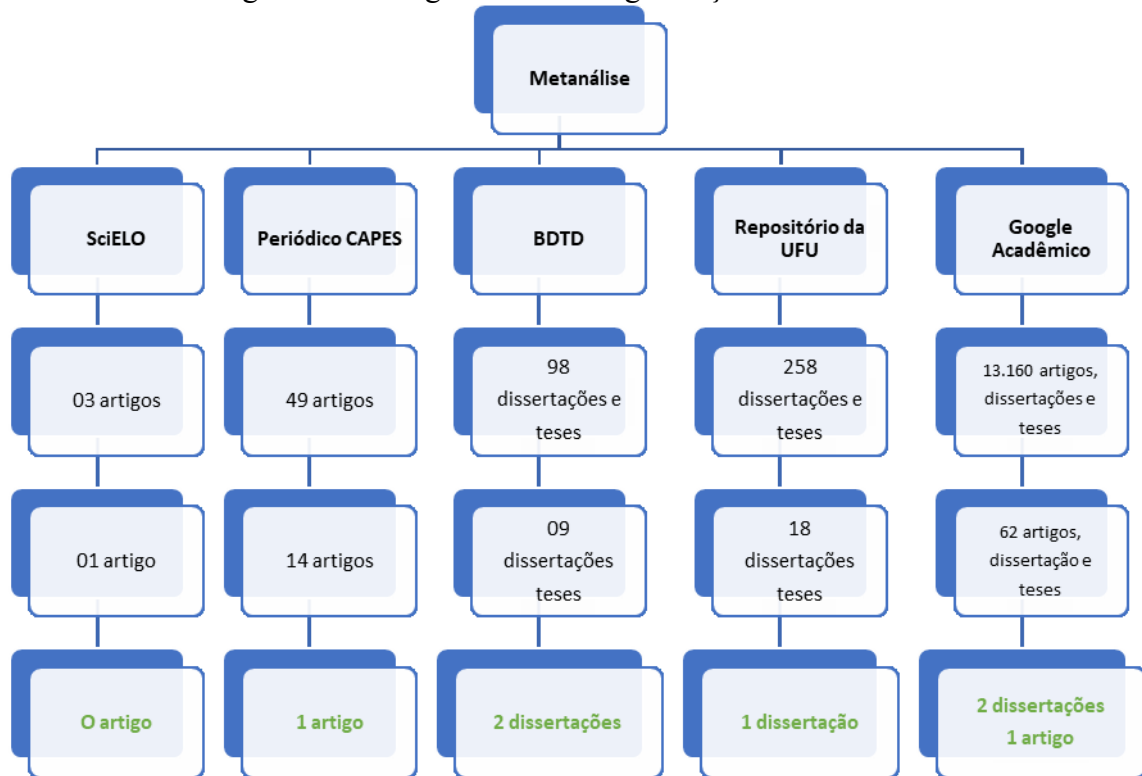 Metanálise
SciELO
Periódico CAPES
BDTD
Repositório da
UFU
Google
Acadêmico
03 artigos
49 artigos
98
dissertações e
teses
258
dissertações e
teses
13.160 artigos,
dissertações e
teses
01 artigo
14 artigos
09
dissertações
teses
18
dissertações
teses
62 artigos,
dissertação e
teses
O artigo
1 artigo
2 dissertações
1 dissertação
2 dissertações
1 artigo